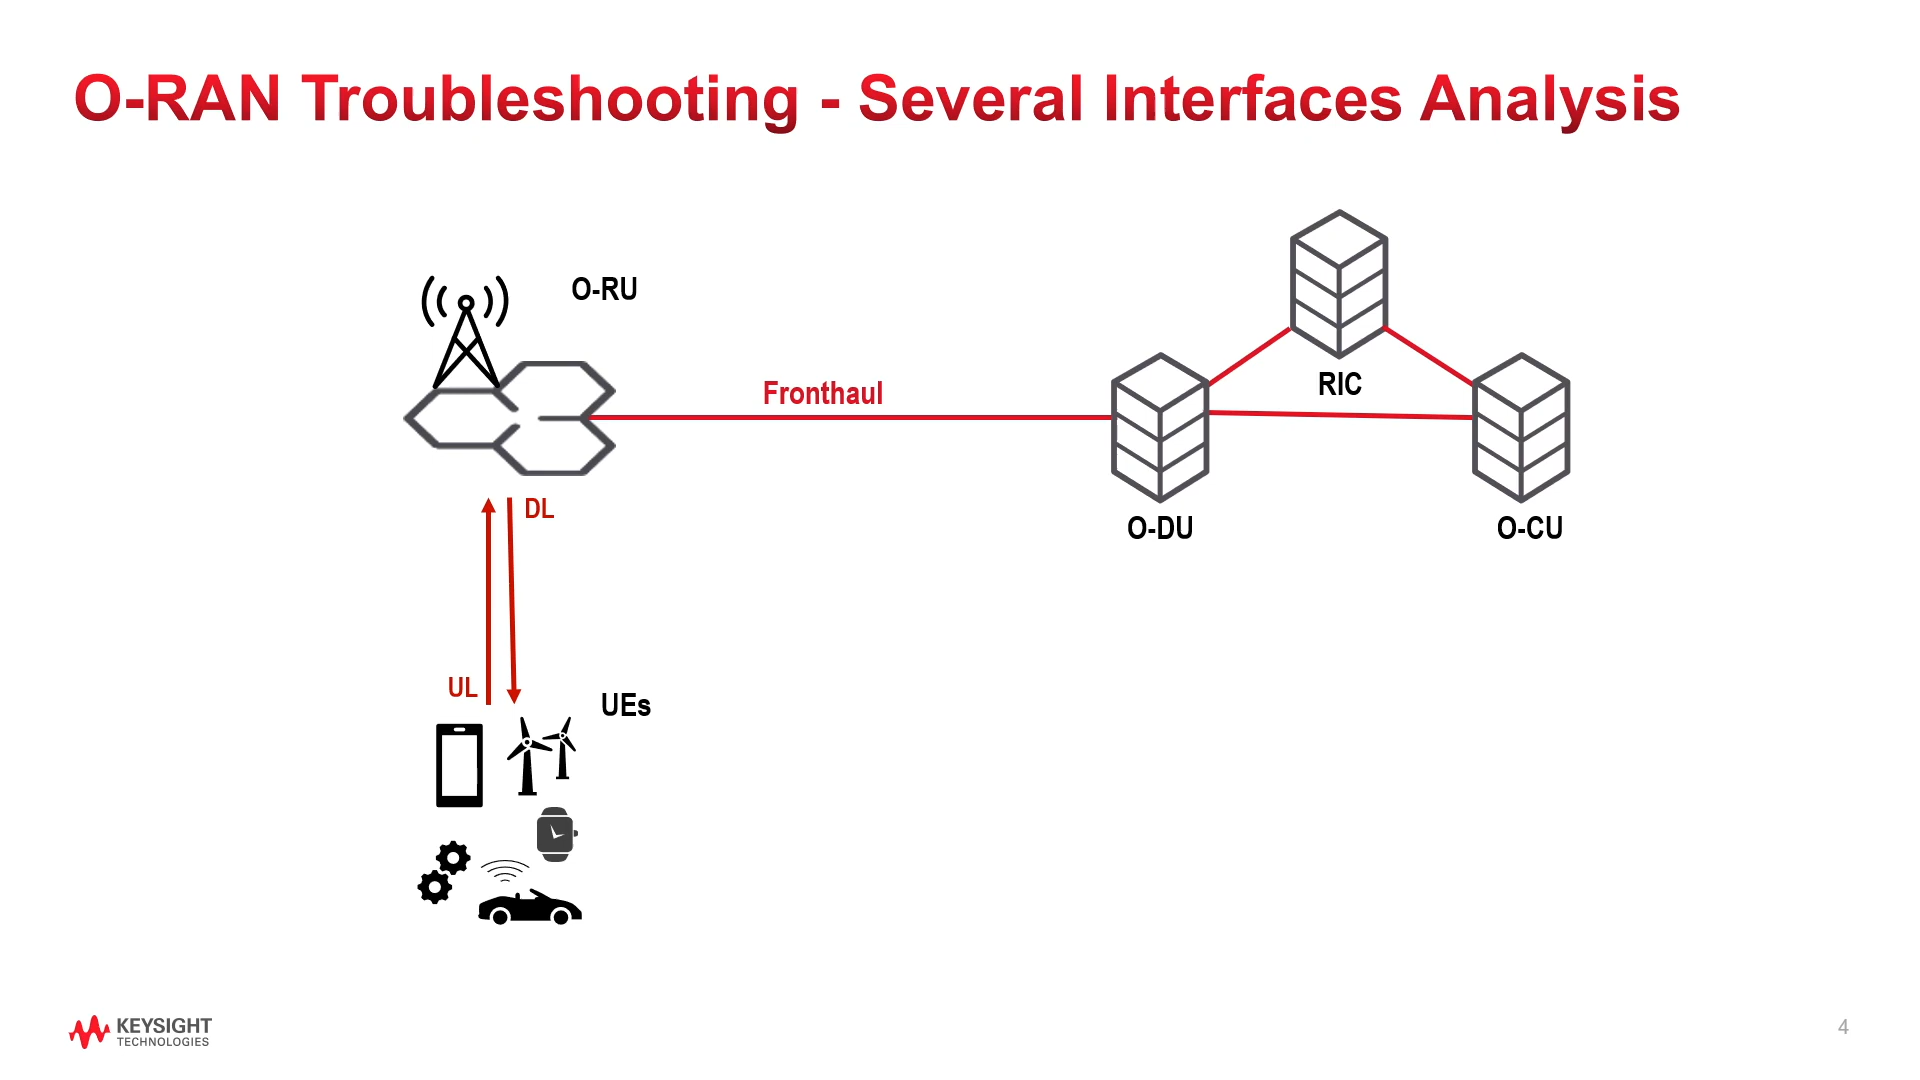 O-RAN Troubleshooting - Several Interfaces Analysis
O-RU
Fronthaul
RIC
O-DU
O-CU
DL
UL
UEs
KEYSIGHT
TECHNOLOGIES
4